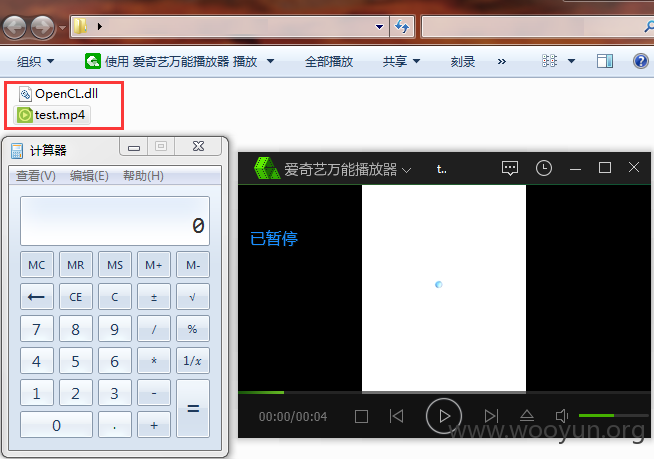 组织 使用 爱奇艺万能播放器 播放 全部播放 共享 刻录 »
OpenCL.dll
test.mp4
计算器
查看(V) 编辑(E) 帮助(H)
0
MC MR MS M+ M-
← CE C ± √
7 8 9 / %
4 5 6 * 1/x
1 2 3 - =
0 . +
爱奇艺万能播放器 t..
已暂停
00:00/00:04
www.wooyun.org